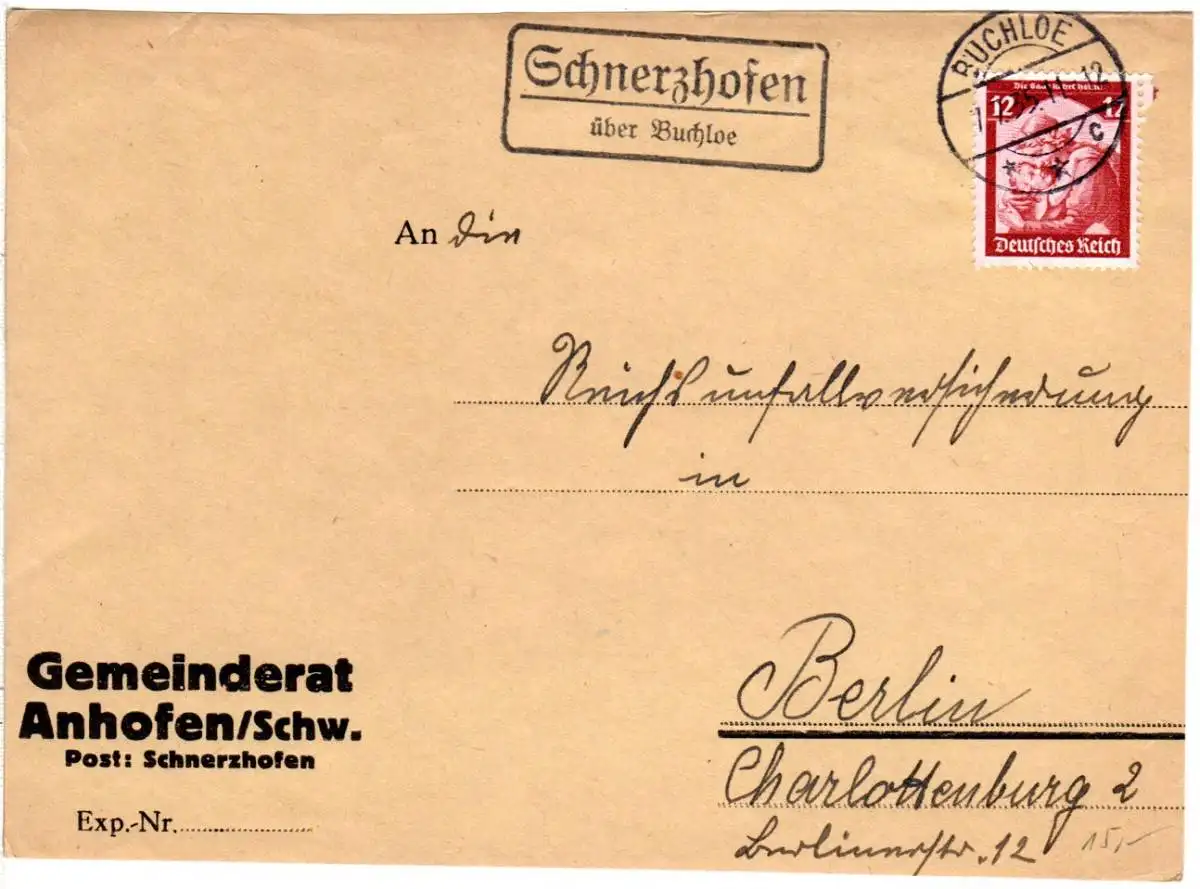 Schnerzhofen
über Buchloe
BUCHLOE
12
c
12
Deutsches Reich
An die
Reichsunfallversicherung
in
Berlin
Charlottenburg 2
Berlinerstr. 12
15,-
Gemeinderat
Anhofen/Schw.
Post: Schnerzhofen
Exp.-Nr.